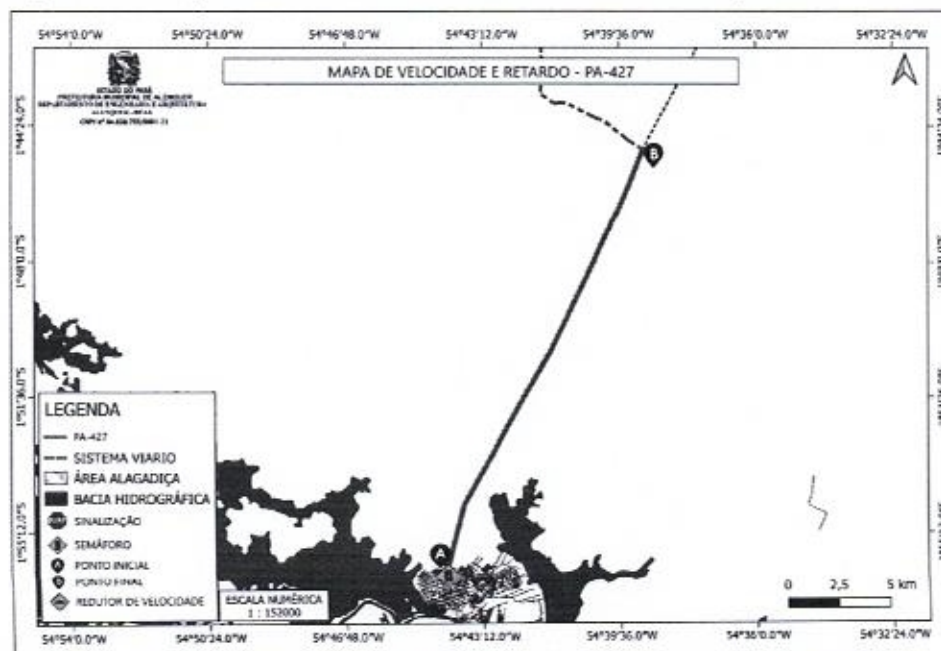 54°54'0.0"W 54°50'24.0"W 54°46'48.0"W 54°43'12.0"W 54°39'36.0"W 54°36'0.0"W 54°32'24.0"W
MAPA DE VELOCIDADE E RETARDO - PA-427
ESTADO DO PARÁ
PREFEITURA MUNICIPAL DE ALENQUER
1°44'24.0"S
B
1°48'0.0"S
1°51'36.0"S
LEGENDA
PA-427
SISTEMA VIARIO
ÁREA ALAGADIÇA
BACIA HIDROGRÁFICA
SINALIZAÇÃO
SEMÁFORO
A PONTO INICIAL
PONTO FINAL
REDUTOR DE VELOCIDADE
A
ESCALA NUMÉRICA
1 : 152000
0 2,5 5 km
54°54'0.0"W 54°50'24.0"W 54°46'48.0"W 54°43'12.0"W 54°39'36.0"W 54°36'0.0"W 54°32'24.0"W